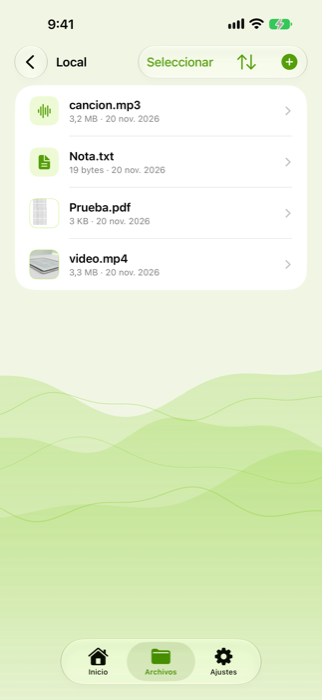 9:41
Local
Seleccionar
cancion.mp3
3,2 MB · 20 nov. 2026
Nota.txt
19 bytes · 20 nov. 2026
Prueba.pdf
3 KB · 20 nov. 2026
video.mp4
3,3 MB · 20 nov. 2026
Inicio
Archivos
Ajustes